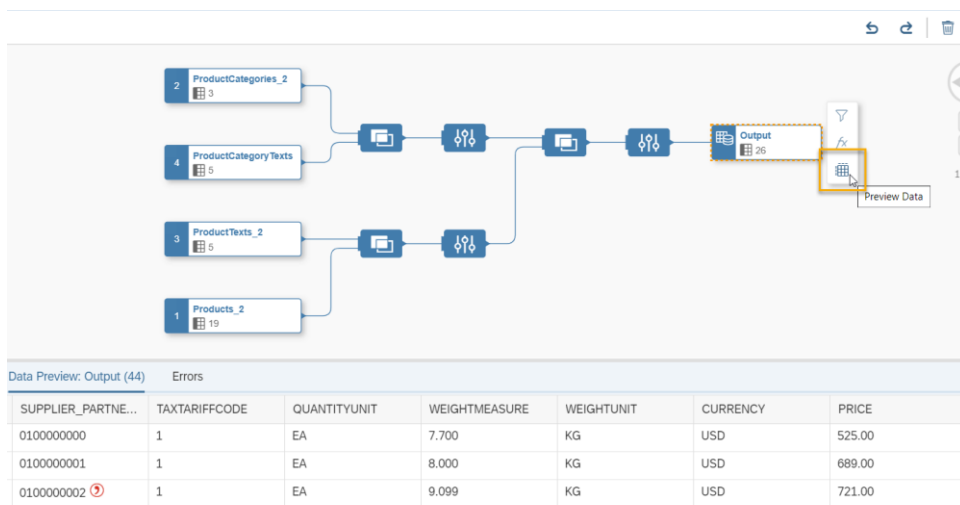 2
ProductCategories_2
3
4
ProductCategoryTexts
5
Output
26
fx
Preview Data
1
3
ProductTexts_2
5
1
Products_2
19
Data Preview: Output (44)
Errors
SUPPLIER_PARTNE... TAXTARIFFCODE QUANTITYUNIT WEIGHTMEASURE WEIGHTUNIT CURRENCY PRICE
0100000000 1 EA 7.700 KG USD 525.00
0100000001 1 EA 8.000 KG USD 689.00
0100000002 1 EA 9.099 KG USD 721.00